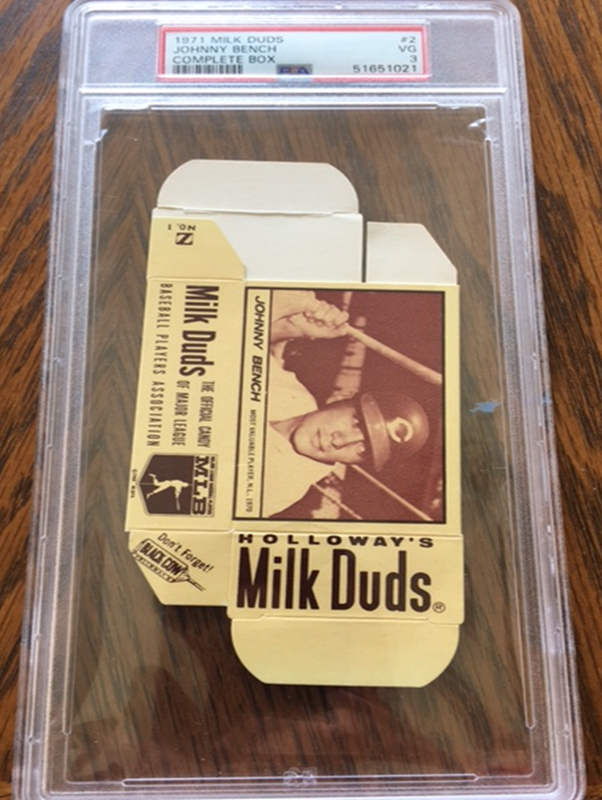 1971 MILK DUDS
#2
JOHNNY BENCH
VG
COMPLETE BOX
3
PSA
51651021
N
NO. 1
Milk Duds
THE OFFICIAL CANDY
OF MAJOR LEAGUE
BASEBALL PLAYERS ASSOCIATION
MLB
JOHNNY BENCH
MOST VALUABLE PLAYER, N.L., 1970
C
Don't Forget!
BLACK COW
HOLLOWAY'S
Milk Duds®